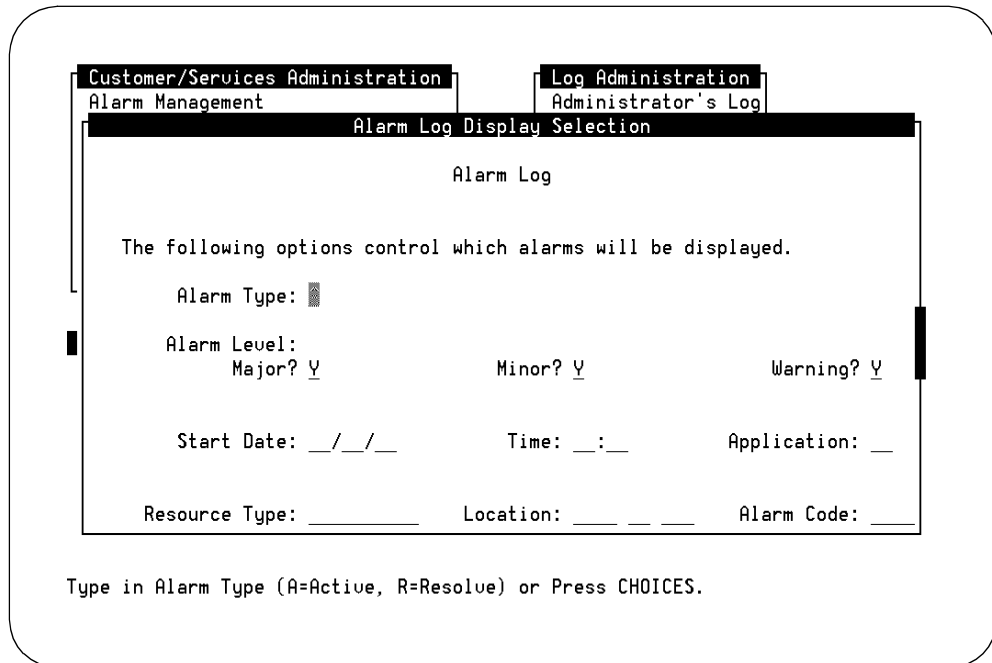 Customer/Services Administration
Alarm Management
Log Administration
Administrator's Log
Alarm Log Display Selection
Alarm Log
The following options control which alarms will be displayed.
Alarm Type:
Alarm Level:
Major? Y Minor? Y Warning? Y
Start Date: __/__/__ Time: __:__ Application: __
Resource Type: __________ Location: ____ __ ___ Alarm Code: ____
Type in Alarm Type (A=Active, R=Resolve) or Press CHOICES.